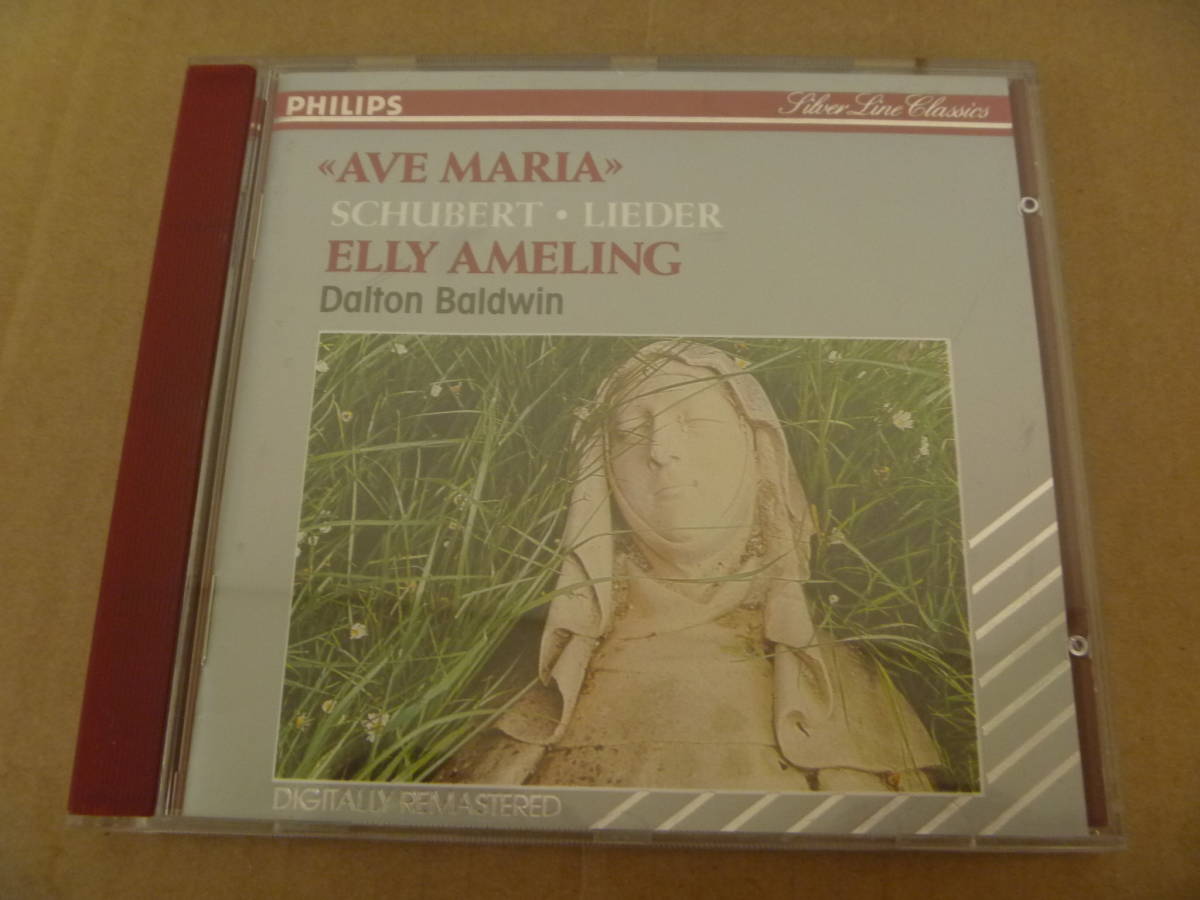 PHILIPS Silver Line Classics
«AVE MARIA»
SCHUBERT • LIEDER
ELLY AMELING
Dalton Baldwin
DIGITALLY REMASTERED